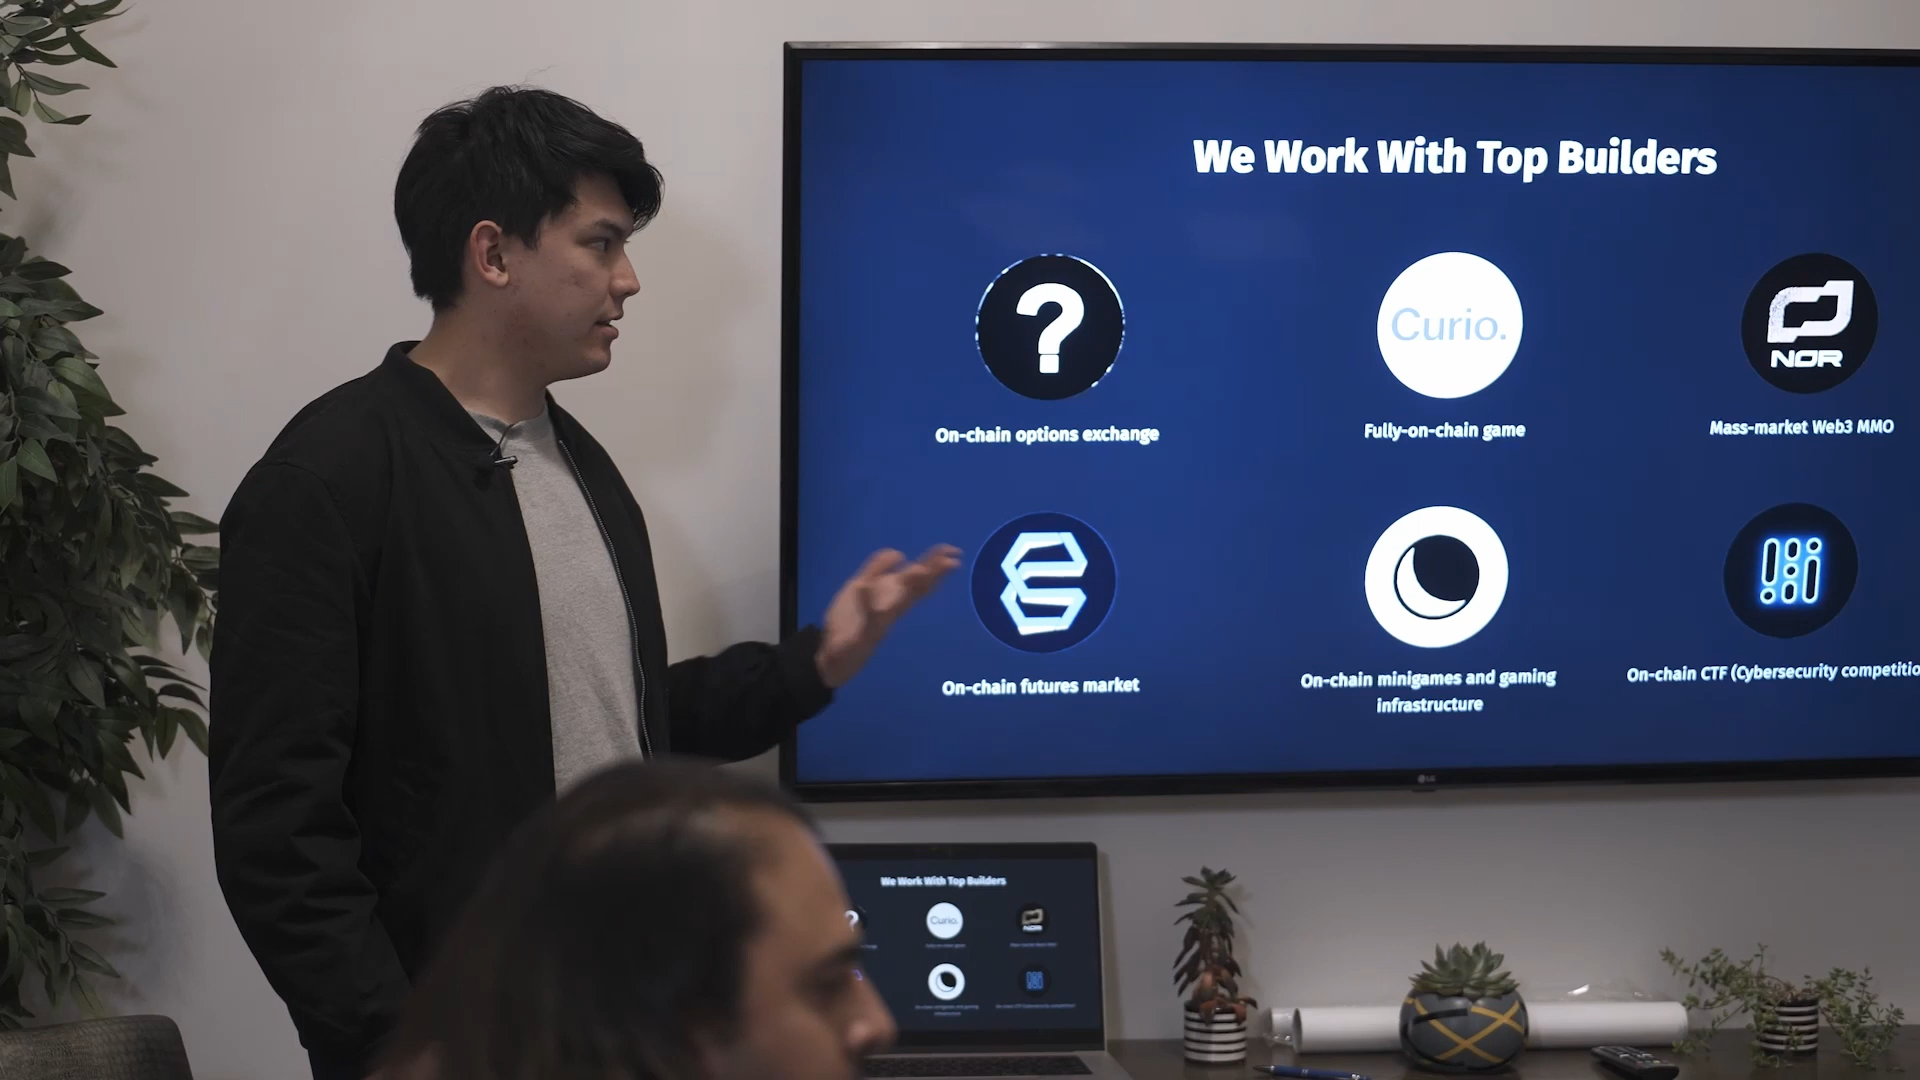 We Work With Top Builders
?
Curio.
NOR
On-chain options exchange
Fully-on-chain game
Mass-market Web3 MMO
On-chain futures market
On-chain minigames and gaming
infrastructure
On-chain CTF (Cybersecurity competitio
LG
We Work With Top Builders
?
Curio.